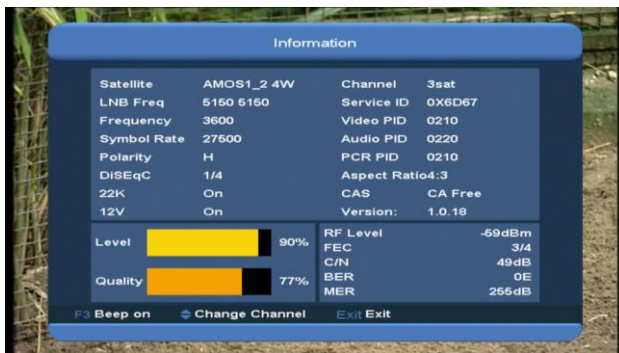 Information
Satellite AMOS1_2 4W Channel 3sat
LNB Freq 5150 5150 Service ID 0X6D67
Frequency 3600 Video PID 0210
Symbol Rate 27500 Audio PID 0220
Polarity H PCR PID 0210
DiSEqC 1/4 Aspect Ratio4:3
22K On CAS CA Free
12V On Version: 1.0.18
Level 90%
Quality 77%
RF Level -59dBm
FEC 3/4
C/N 49dB
BER 0E
MER 255dB
F3 Beep on Change Channel Exit Exit